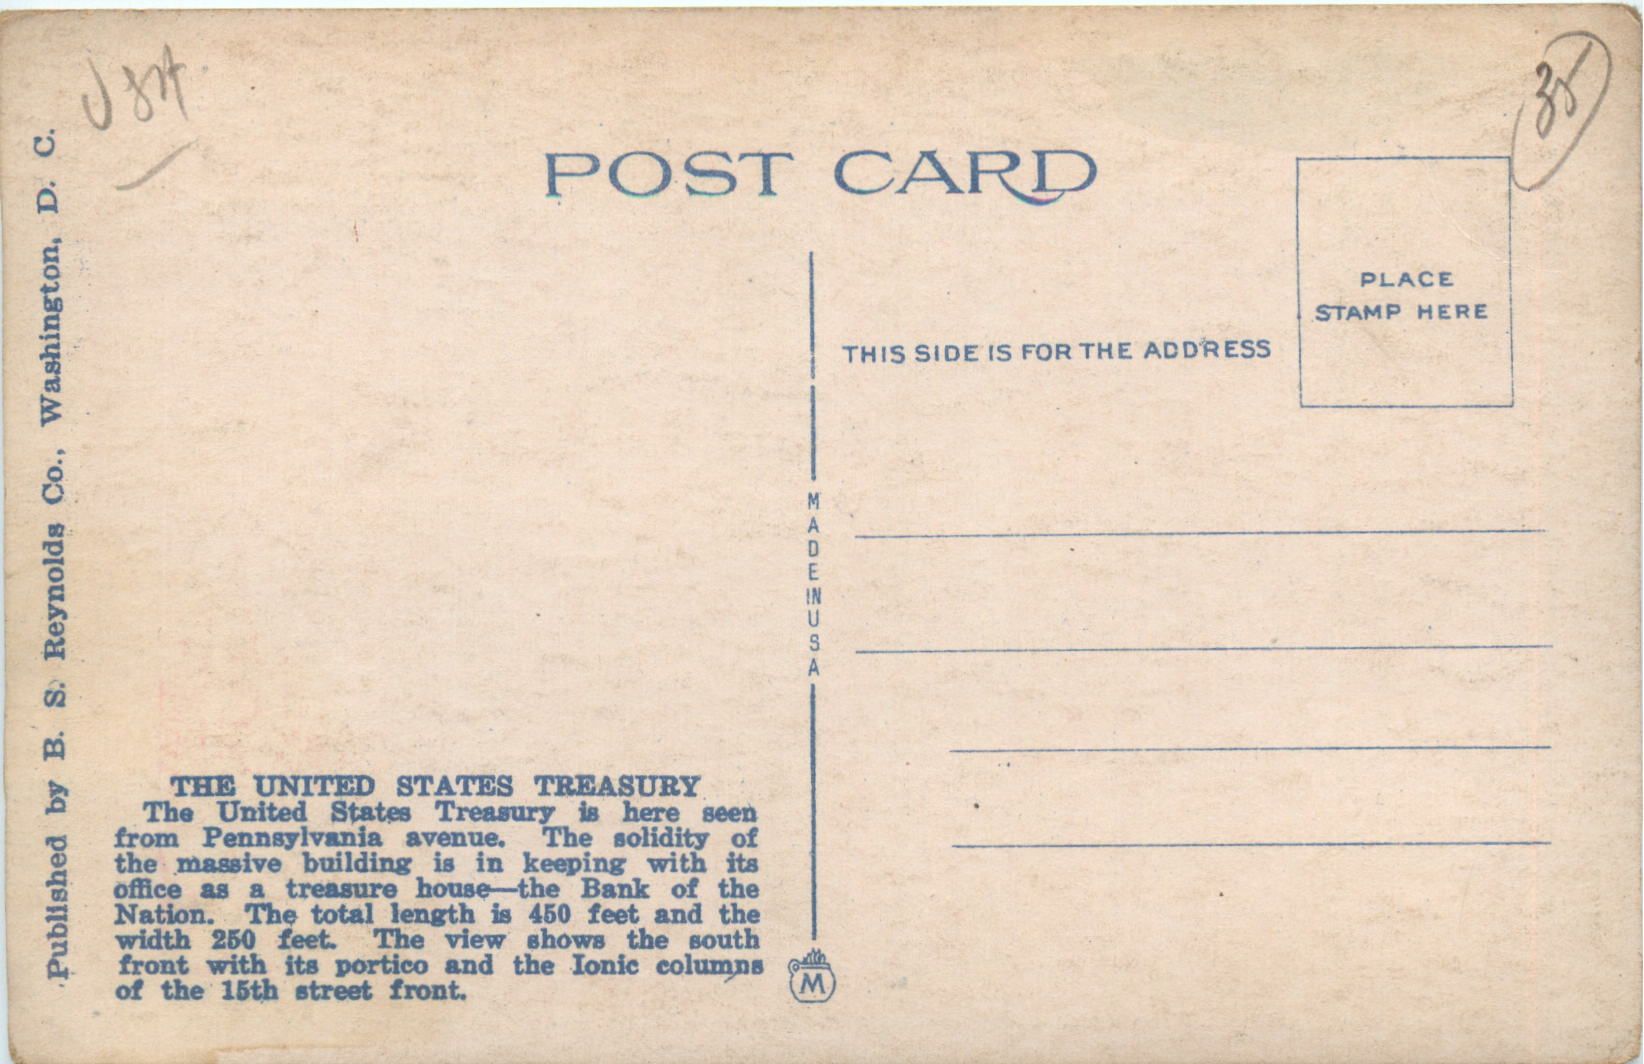 USA
35
POST CARD
PLACE
STAMP HERE
THIS SIDE IS FOR THE ADDRESS
Published by B. S. Reynolds Co., Washington, D. C.
MADE IN USA
THE UNITED STATES TREASURY
The United States Treasury is here seen
from Pennsylvania avenue. The solidity of
the massive building is in keeping with its
office as a treasure house—the Bank of the
Nation. The total length is 450 feet and the
width 250 feet. The view shows the south
front with its portico and the Ionic columns
of the 15th street front.
M